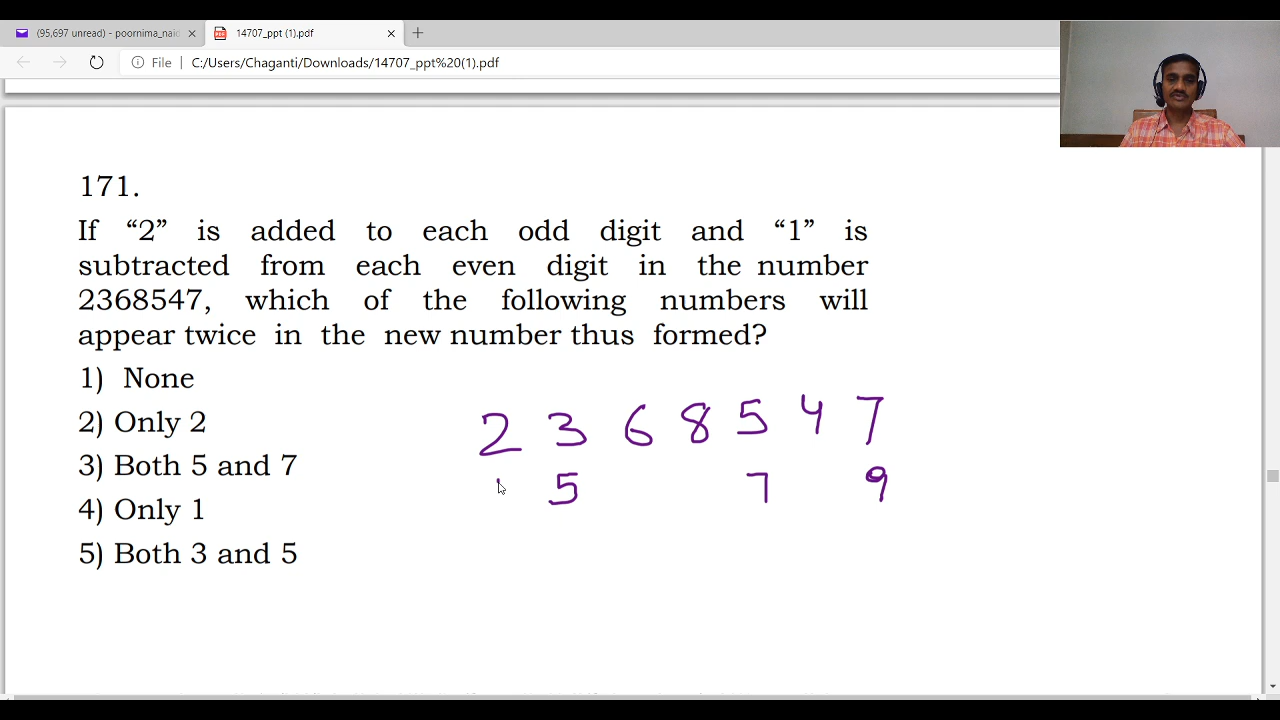 (95,697 unread) - poornima_naid
14707_ppt (1).pdf
File | C:/Users/Chaganti/Downloads/14707_ppt%20(1).pdf
171.
If “2” is added to each odd digit and “1” is
subtracted from each even digit in the number
2368547, which of the following numbers will
appear twice in the new number thus formed?
1) None
2) Only 2
3) Both 5 and 7
4) Only 1
5) Both 3 and 5
2 3 6 8 5 4 7
5 7 9